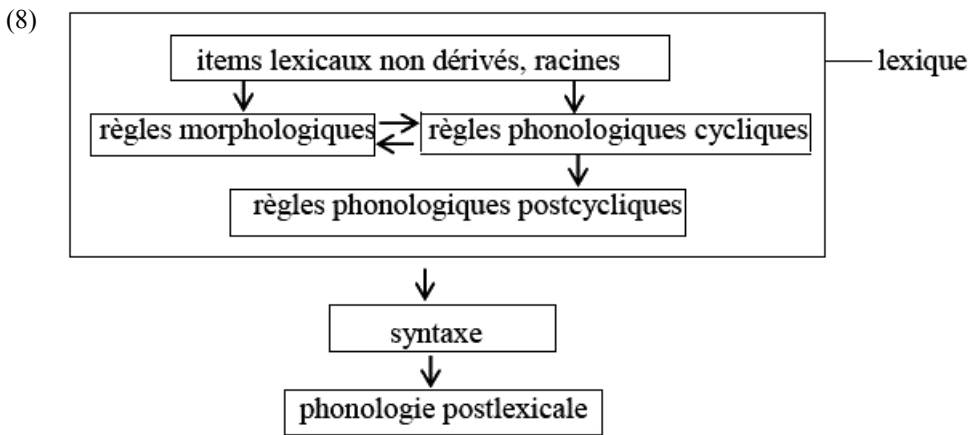 (8)
items lexicaux non dérivés, racines
lexique
règles morphologiques
règles phonologiques cycliques
règles phonologiques postcycliques
syntaxe
phonologie postlexicale